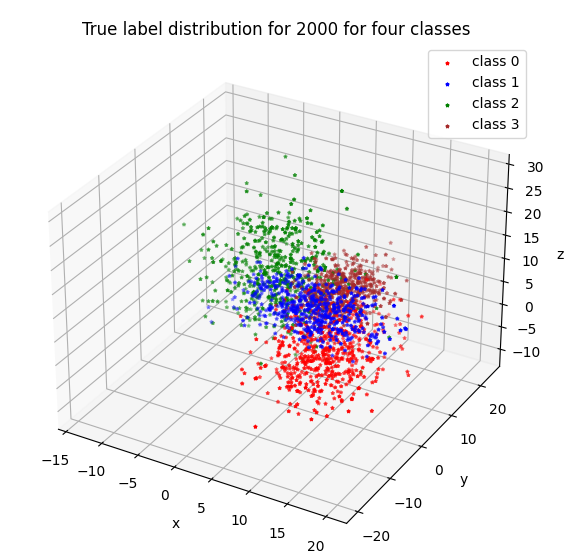 True label distribution for 2000 for four classes
class 0
class 1
class 2
class 3
30
25
20
15
10
5
0
−5
−10
z
20
10
0
−10
−20
y
−15
−10
−5
0
5
10
15
20
x